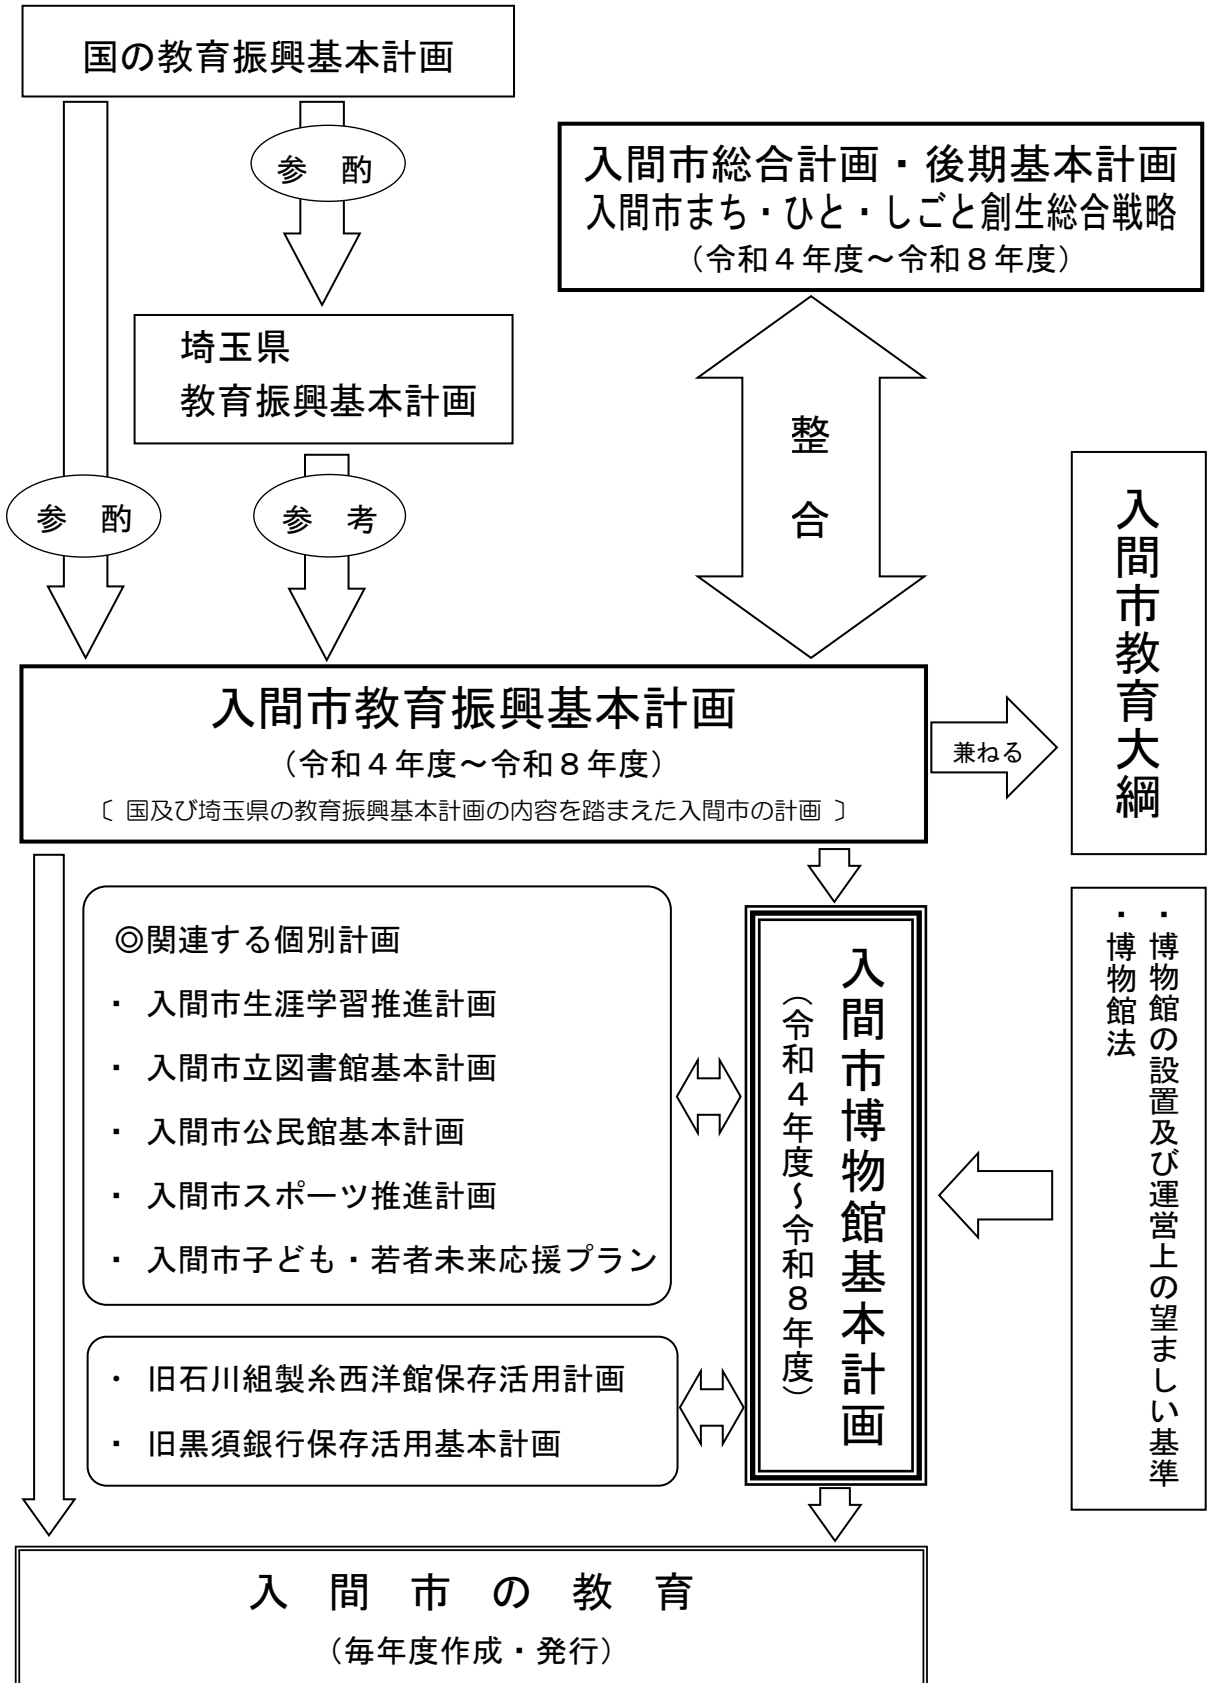 国の教育振興基本計画
参 酌
入間市総合計画・後期基本計画
入間市まち・ひと・しごと創生総合戦略
（令和４年度～令和８年度）
埼玉県
教育振興基本計画
整
合
参 酌
参 考
入間市教育大綱
入間市教育振興基本計画
（令和４年度～令和８年度）
〔 国及び埼玉県の教育振興基本計画の内容を踏まえた入間市の計画 〕
兼ねる
◎関連する個別計画
・ 入間市生涯学習推進計画
・ 入間市立図書館基本計画
・ 入間市公民館基本計画
・ 入間市スポーツ推進計画
・ 入間市子ども・若者未来応援プラン
・ 旧石川組製糸西洋館保存活用計画
・ 旧黒須銀行保存活用基本計画
入間市博物館基本計画
（令和４年度～令和８年度）
・博物館の設置及び運営上の望ましい基準
・博物館法
入 間 市 の 教 育
（毎年度作成・発行）